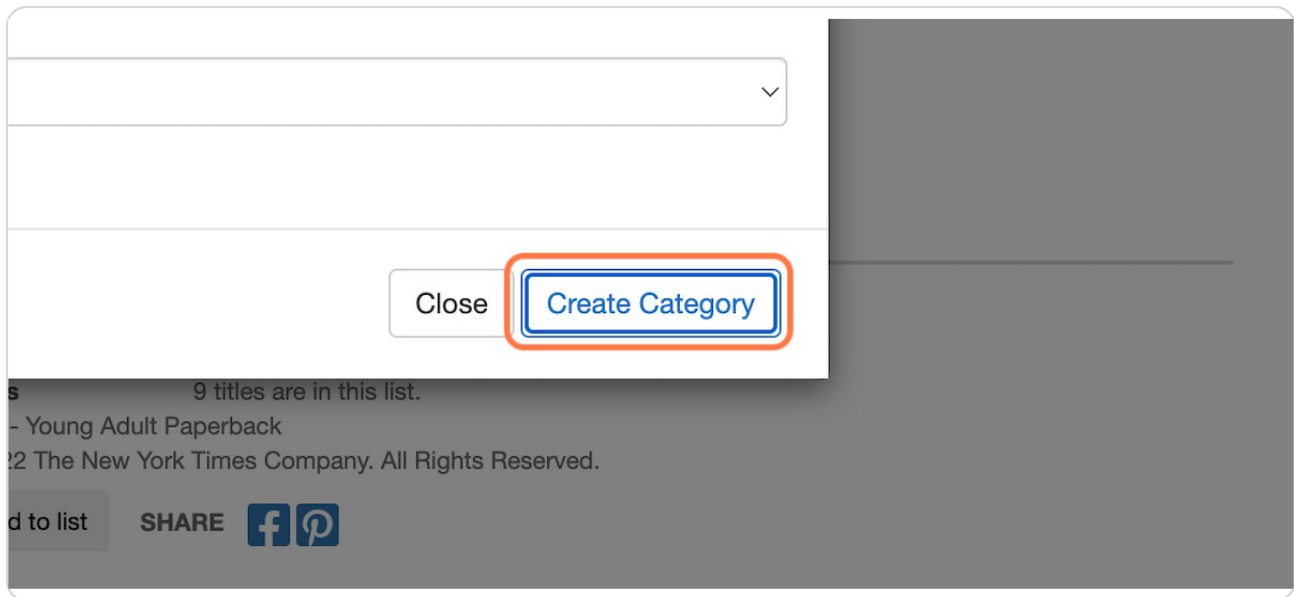 Close Create Category
s 9 titles are in this list.
- Young Adult Paperback
22 The New York Times Company. All Rights Reserved.
d to list SHARE